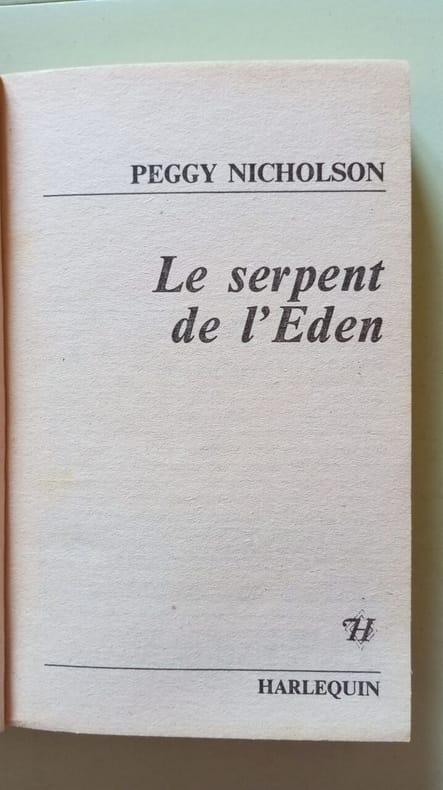 PEGGY NICHOLSON
Le serpent
de l'Eden
H
HARLEQUIN